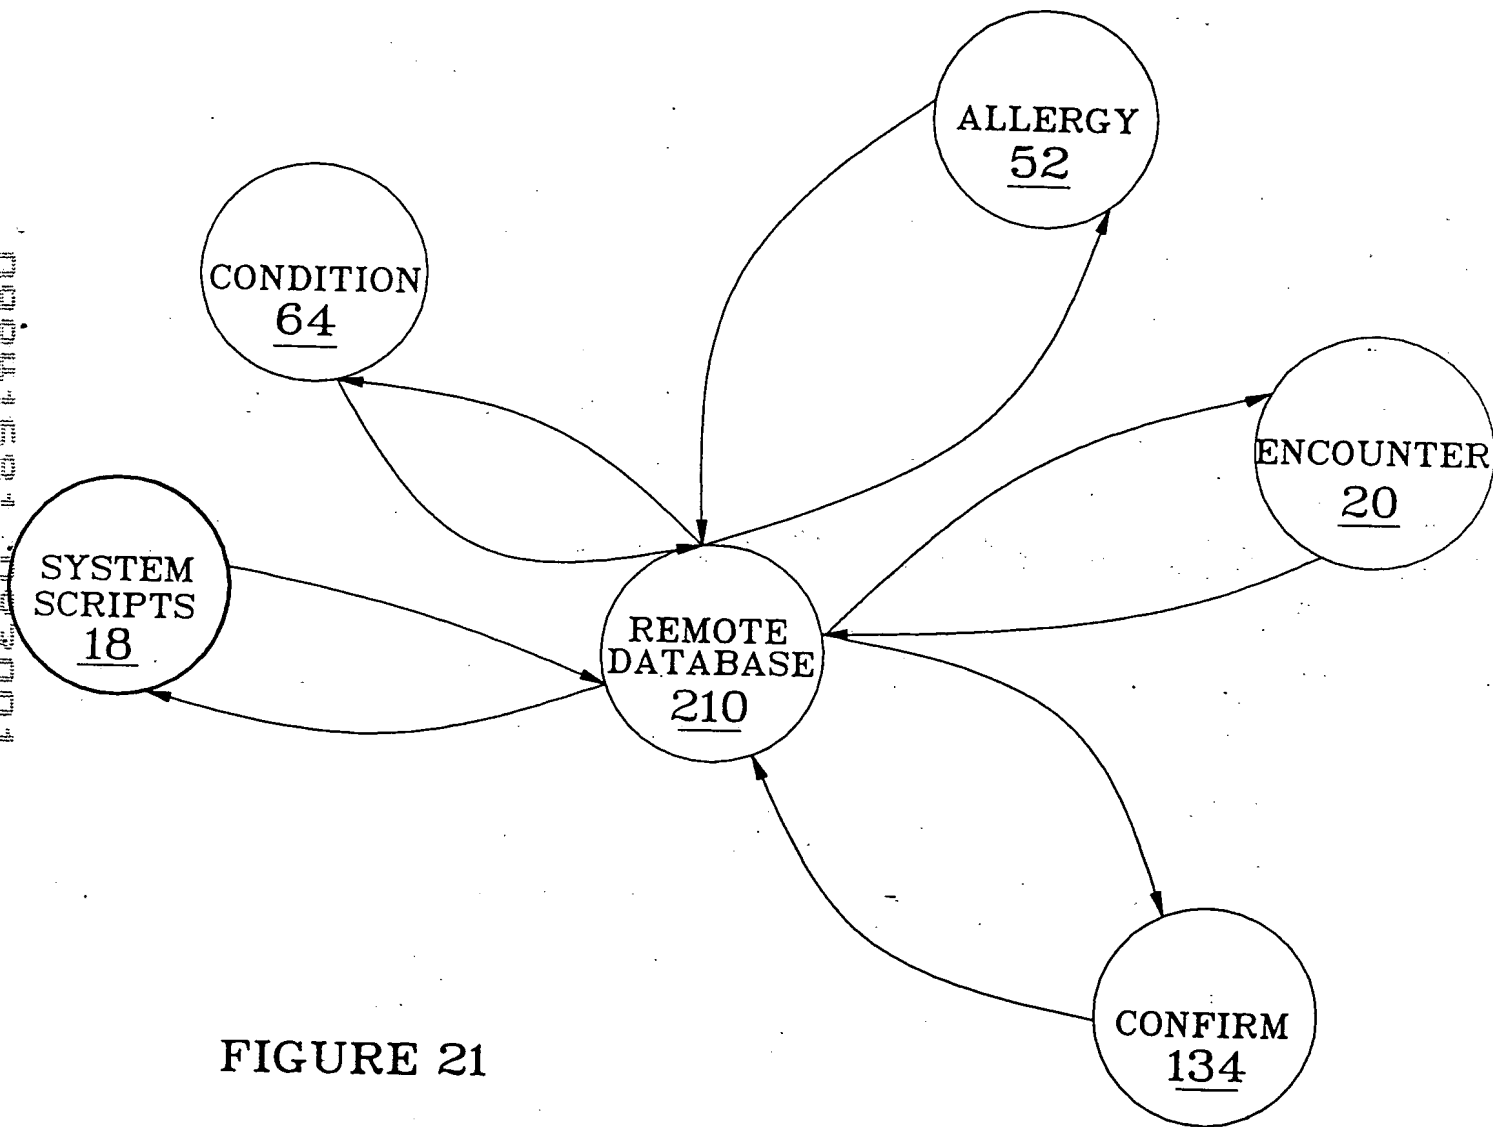 ALLERGY
52
CONDITION
64
ENCOUNTER
20
SYSTEM
SCRIPTS
18
REMOTE
DATABASE
210
CONFIRM
134
FIGURE 21